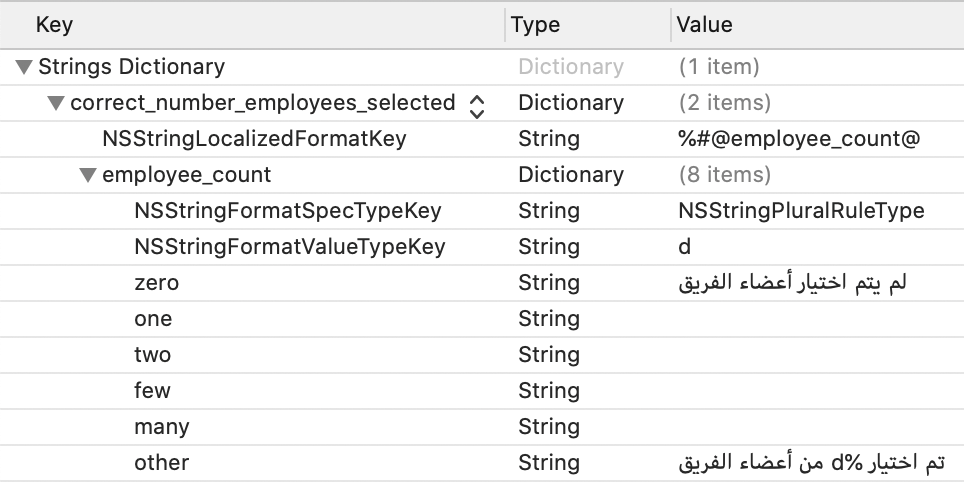 Key Type Value
Strings Dictionary Dictionary (1 item)
correct_number_employees_selected Dictionary (2 items)
NSStringLocalizedFormatKey String %#@employee_count@
employee_count Dictionary (8 items)
NSStringFormatSpecTypeKey String NSStringPluralRuleType
NSStringFormatValueTypeKey String d
zero String لم يتم اختيار أعضاء الفريق
one String
two String
few String
many String
other String تم اختيار %d من أعضاء الفريق